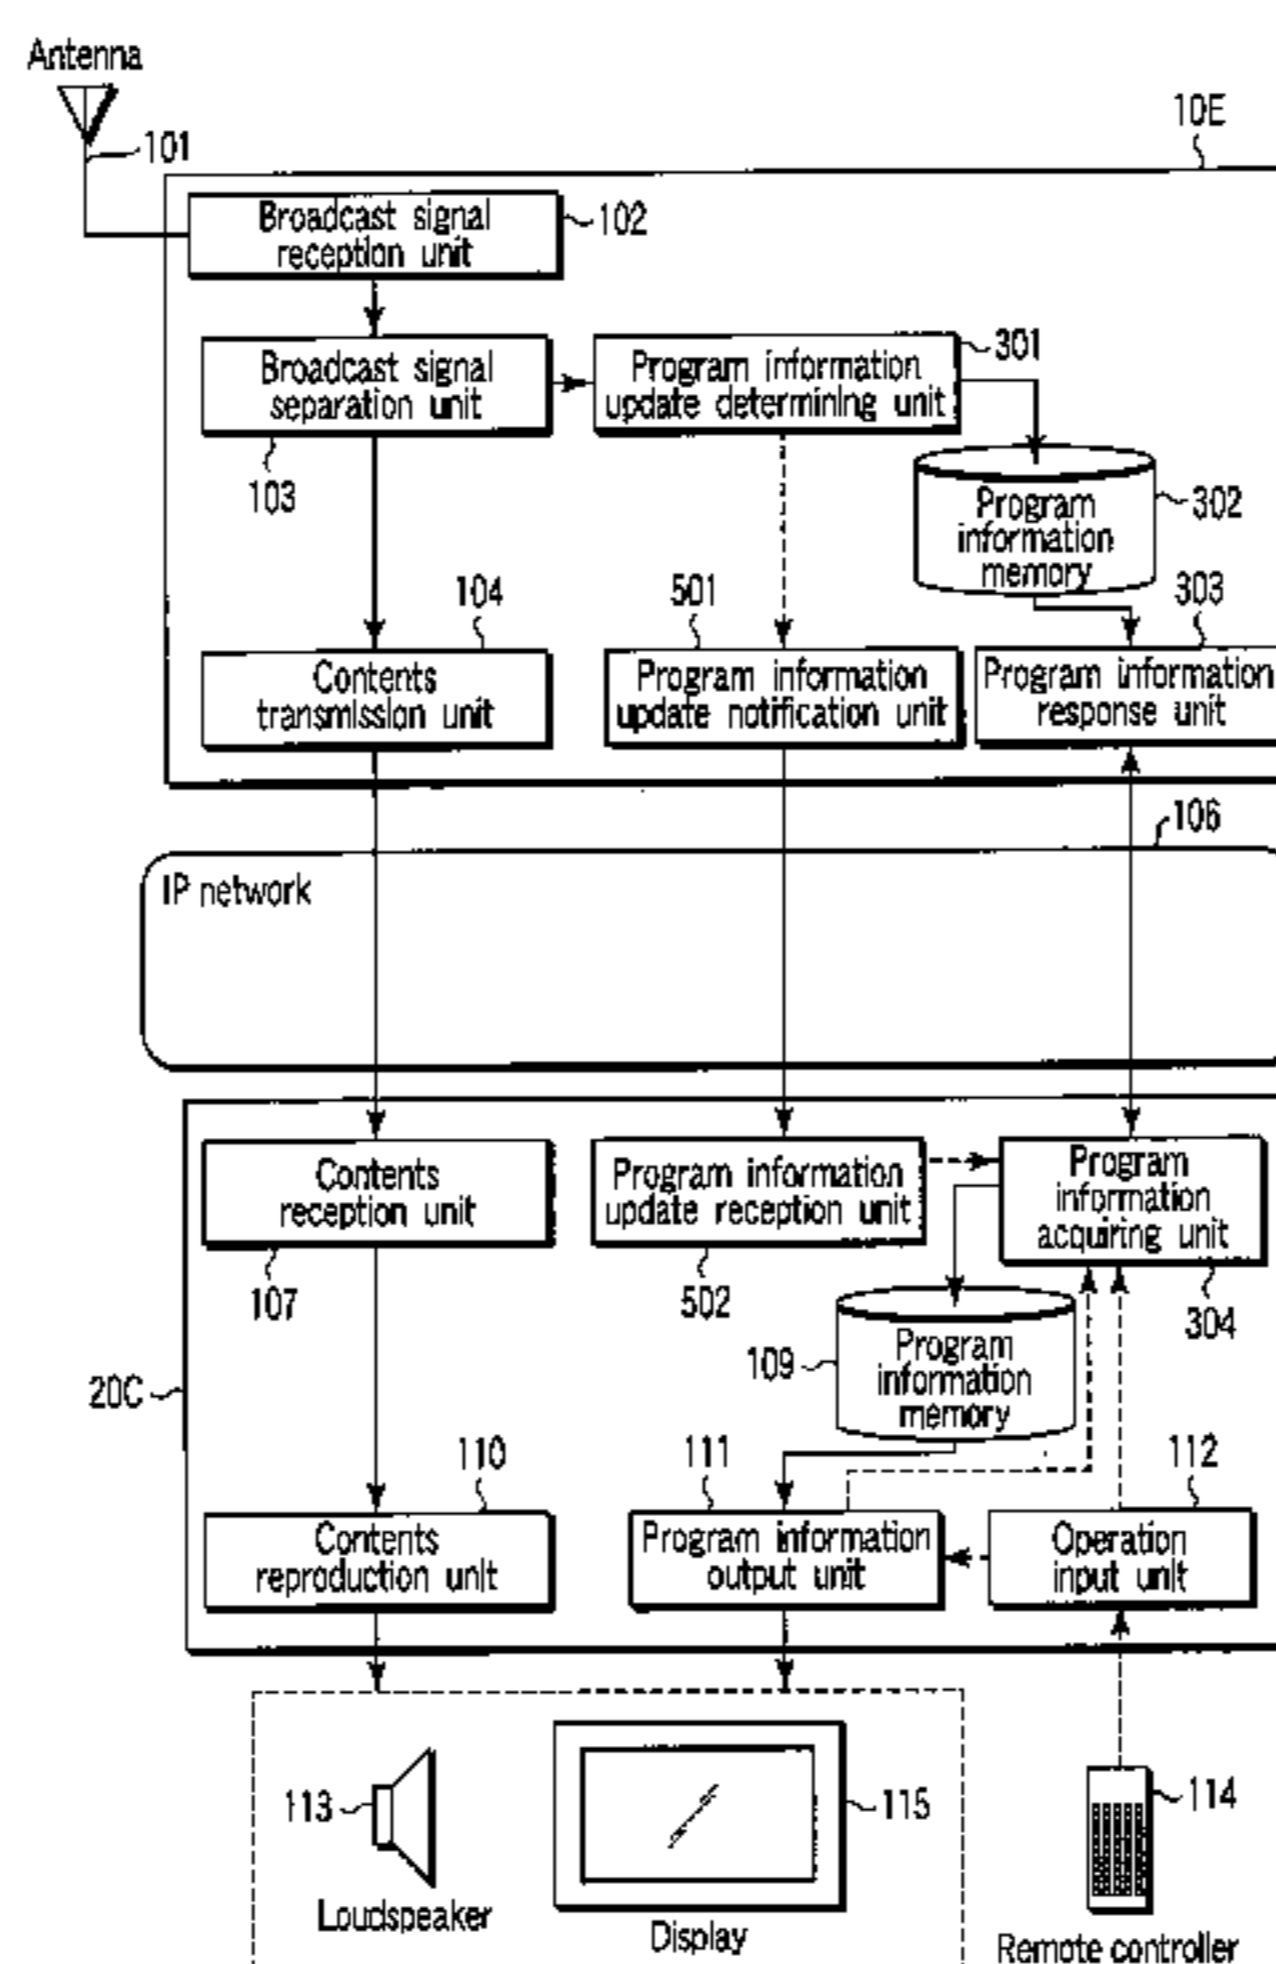 Antenna
101
10E
Broadcast signal
reception unit
102
Broadcast signal
separation unit
103
Program information
update determining unit
301
Program
information
memory
302
104
501
303
Contents
transmission unit
Program information
update notification unit
Program information
response unit
106
IP network
Contents
reception unit
107
Program information
update reception unit
502
Program
information
acquiring unit
304
109
Program
information
memory
20C
110
111
112
Contents
reproduction unit
Program information
output unit
Operation
input unit
113
115
114
Loudspeaker
Display
Remote controller